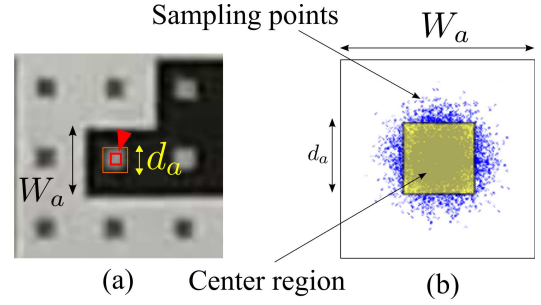 Sampling points
W_a
W_a
d_a
d_a
(a)
Center region
(b)